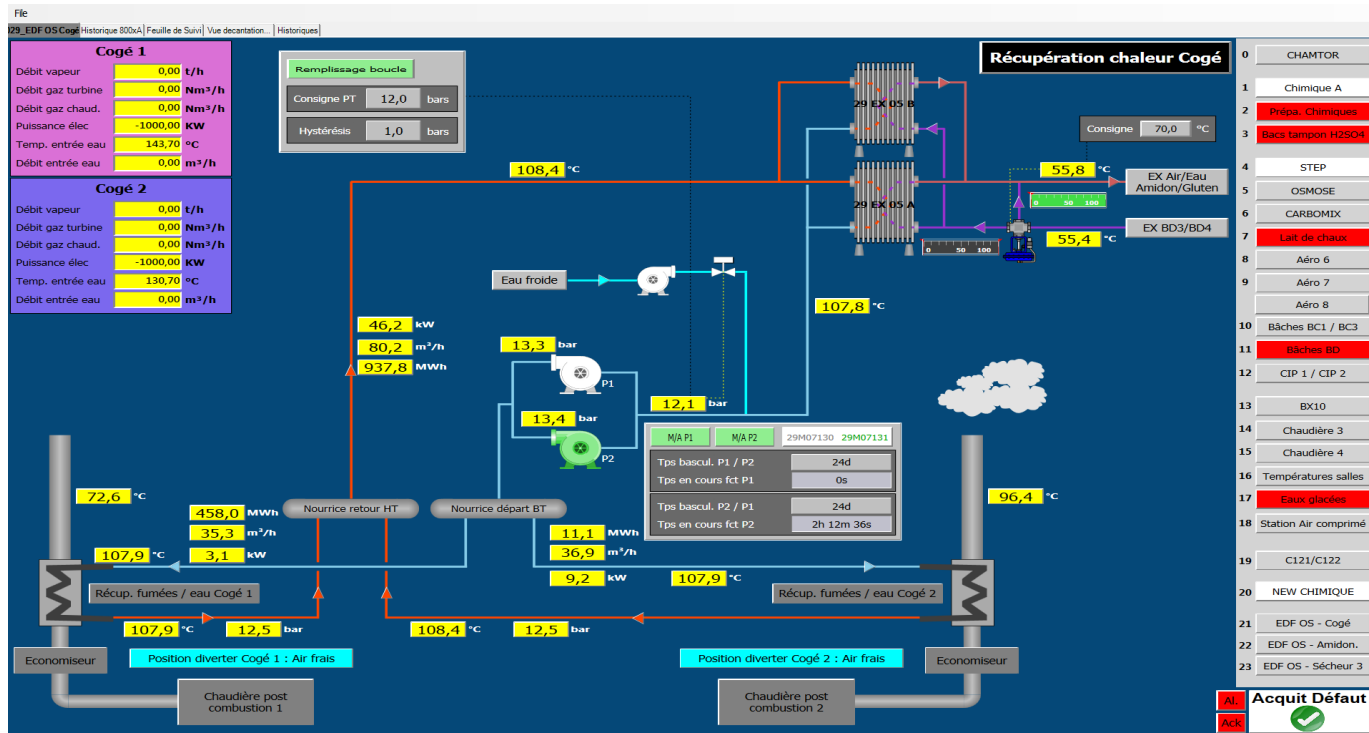 File
029_EDF OS Cogé Historique 800xA Feuille de Suivi Vue decantation... Historiques
Cogé 1
Débit vapeur 0,00 t/h
Débit gaz turbine 0,00 Nm³/h
Débit gaz chaud. 0,00 Nm³/h
Puissance élec -1000,00 KW
Temp. entrée eau 143,70 °C
Débit entrée eau 0,00 m³/h
Cogé 2
Débit vapeur 0,00 t/h
Débit gaz turbine 0,00 Nm³/h
Débit gaz chaud. 0,00 Nm³/h
Puissance élec -1000,00 KW
Temp. entrée eau 130,70 °C
Débit entrée eau 0,00 m³/h
Remplissage boucle
Consigne PT 12,0 bars
Hystérésis 1,0 bars
Récupération chaleur Cogé
29 EX 05 B
Consigne 70,0 °C
108,4 °C
55,8 °C
EX Air/Eau
Amidon/Gluten
29 EX 05 A
0 50 100
EX BD3/BD4
55,4 °C
0 50 100
Eau froide
107,8 °C
46,2 kW
80,2 m³/h
937,8 MWh
13,3 bar
P1
12,1 bar
13,4 bar
P2
M/A P1 M/A P2 29M07130 29M07131
Tps bascul. P1 / P2 24d
Tps en cours fct P1 0s
Tps bascul. P2 / P1 24d
Tps en cours fct P2 2h 12m 36s
72,6 °C
96,4 °C
Nourrice retour HT
Nourrice départ BT
458,0 MWh
35,3 m³/h
3,1 kW
107,9 °C
11,1 MWh
36,9 m³/h
9,2 kW
107,9 °C
Récup. fumées / eau Cogé 1
Récup. fumées / eau Cogé 2
107,9 °C 12,5 bar
108,4 °C 12,5 bar
Economiseur
Position diverter Cogé 1 : Air frais
Position diverter Cogé 2 : Air frais
Economiseur
Chaudière post
combustion 1
Chaudière post
combustion 2
0 CHAMTOR
1 Chimique A
2 Prépa. Chimiques
3 Bacs tampon H2SO4
4 STEP
5 OSMOSE
6 CARBOMIX
7 Lait de chaux
8 Aéro 6
9 Aéro 7
Aéro 8
10 Bâches BC1 / BC3
11 Bâches BD
12 CIP 1 / CIP 2
13 BX10
14 Chaudière 3
15 Chaudière 4
16 Températures salles
17 Eaux glacées
18 Station Air comprimé
19 C121/C122
20 NEW CHIMIQUE
21 EDF OS - Cogé
22 EDF OS - Amidon.
23 EDF OS - Sécheur 3
Al.
Ack
Acquit Défaut